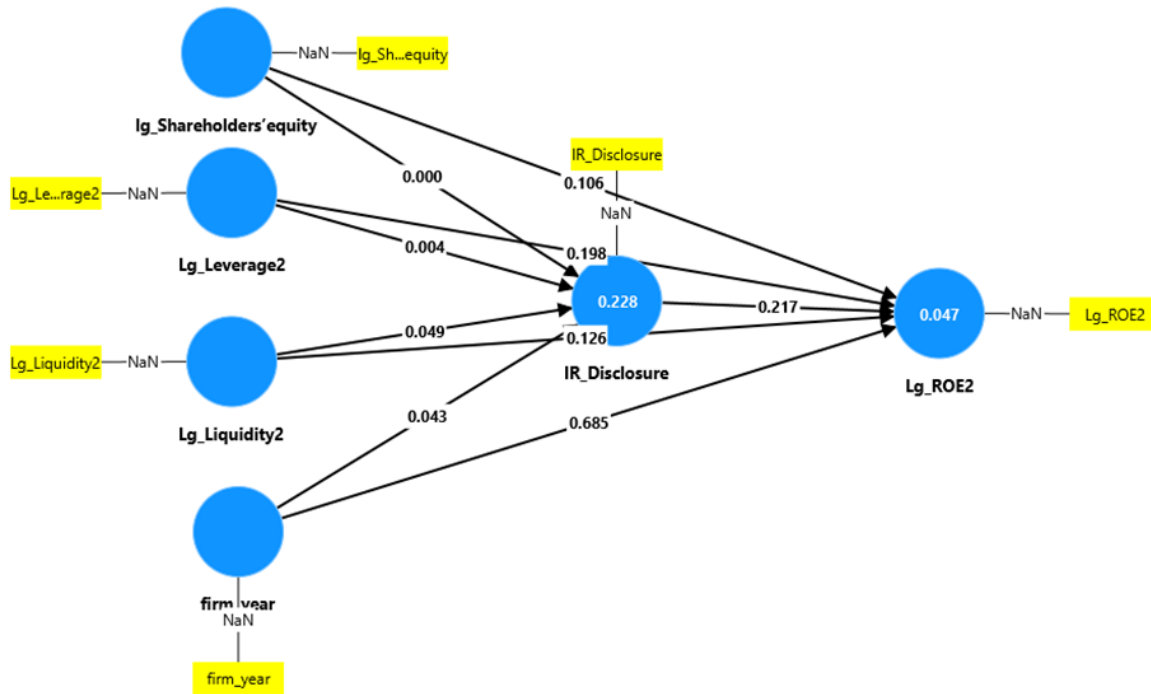 NaN
lg_Sh...equity
lg_Shareholders'equity
IR_Disclosure
0.000
0.106
NaN
Lg_Le...rage2
NaN
Lg_Leverage2
0.004
0.198
0.228
0.217
0.047
NaN
Lg_ROE2
0.049
0.126
Lg_Liquidity2
NaN
IR_Disclosure
Lg_ROE2
0.043
0.685
Lg_Liquidity2
firm_year
NaN
firm_year